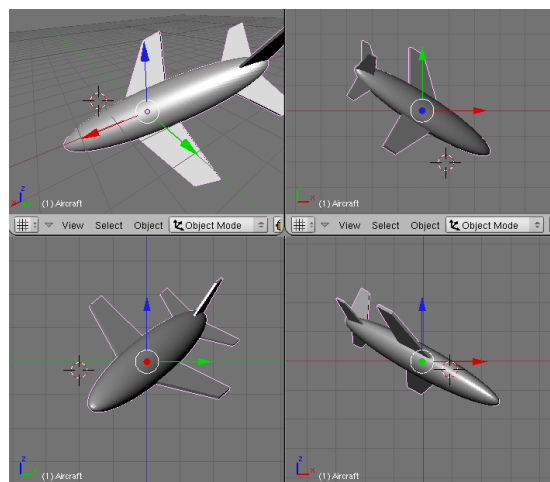 z
x
(1) Aircraft
y
x
(1) Aircraft
View Select Object Object Mode
View Select Object Object Mode
z
y
(1) Aircraft
z
x
(1) Aircraft